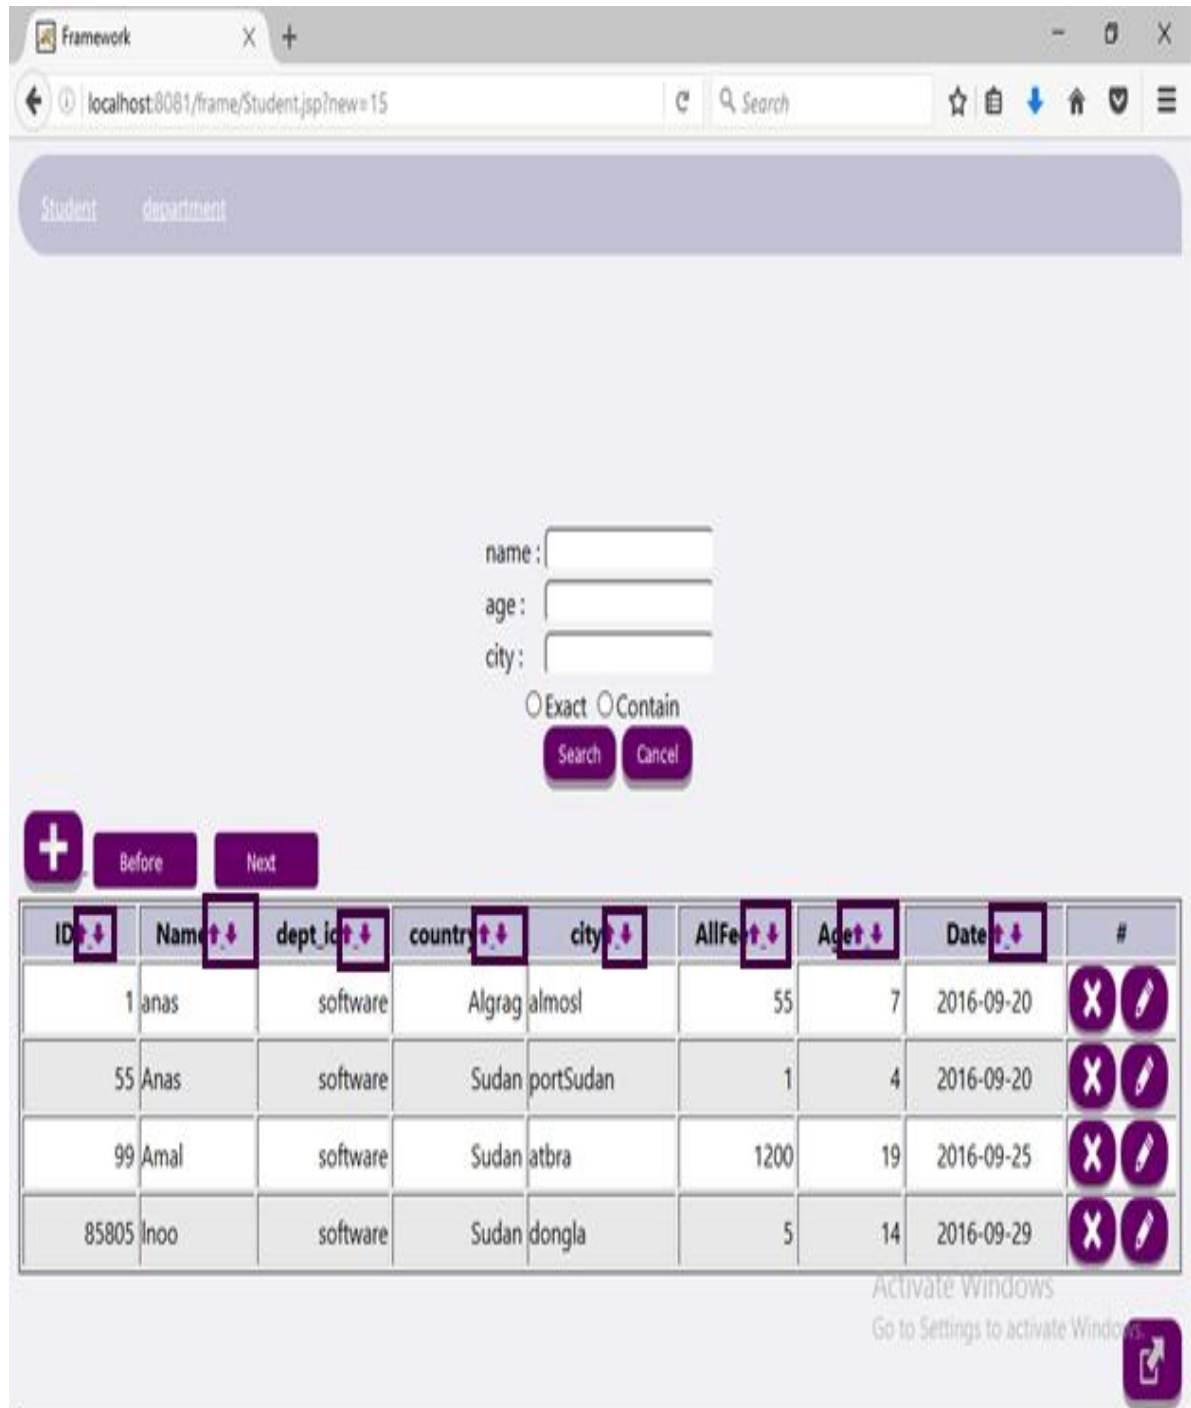 Framework
localhost:8081/frame/Student.jsp?new=15 Search
Student department
name :
age :
city :
Exact Contain
Search Cancel
Before Next
ID Name dept_id country city AllFee Age Date #
1 anas software Algrag almosl 55 7 2016-09-20
55 Anas software Sudan portSudan 1 4 2016-09-20
99 Amal software Sudan atbra 1200 19 2016-09-25
85805 Inoo software Sudan dongla 5 14 2016-09-29
Activate Windows
Go to Settings to activate Windows.